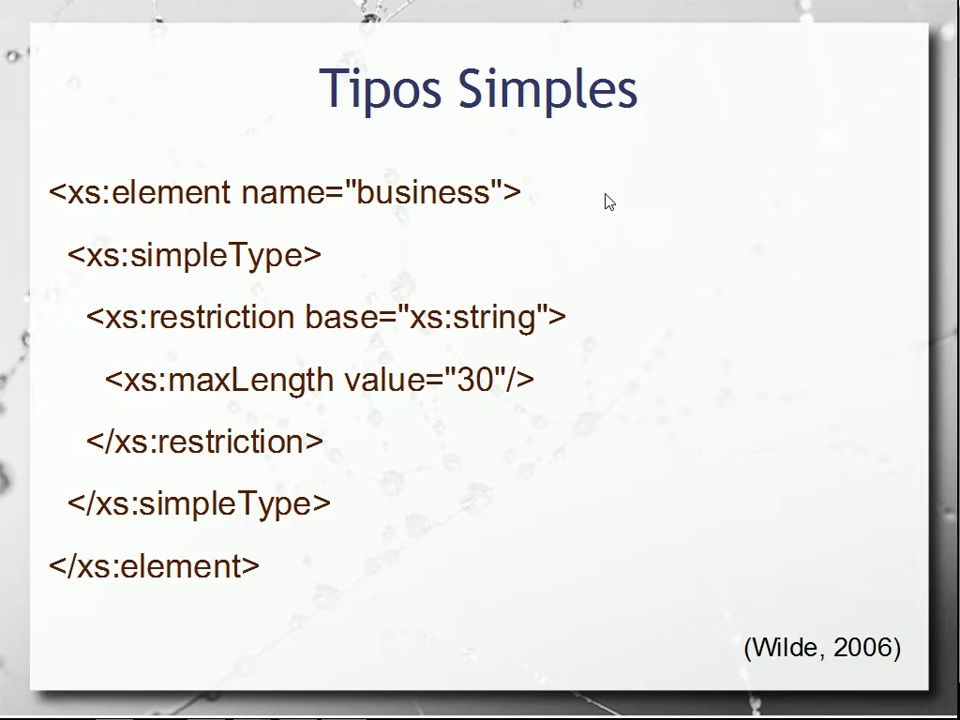 Tipos Simples
<xs:element name="business">
<xs:simpleType>
<xs:restriction base="xs:string">
<xs:maxLength value="30"/>
</xs:restriction>
</xs:simpleType>
</xs:element>
(Wilde, 2006)